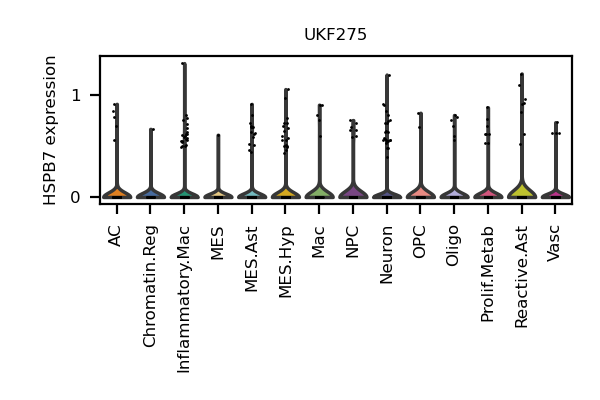 UKF275
HSPB7 expression
1
0
AC
Chromatin.Reg
Inflammatory.Mac
MES
MES.Ast
MES.Hyp
Mac
NPC
Neuron
OPC
Oligo
Prolif.Metab
Reactive.Ast
Vasc